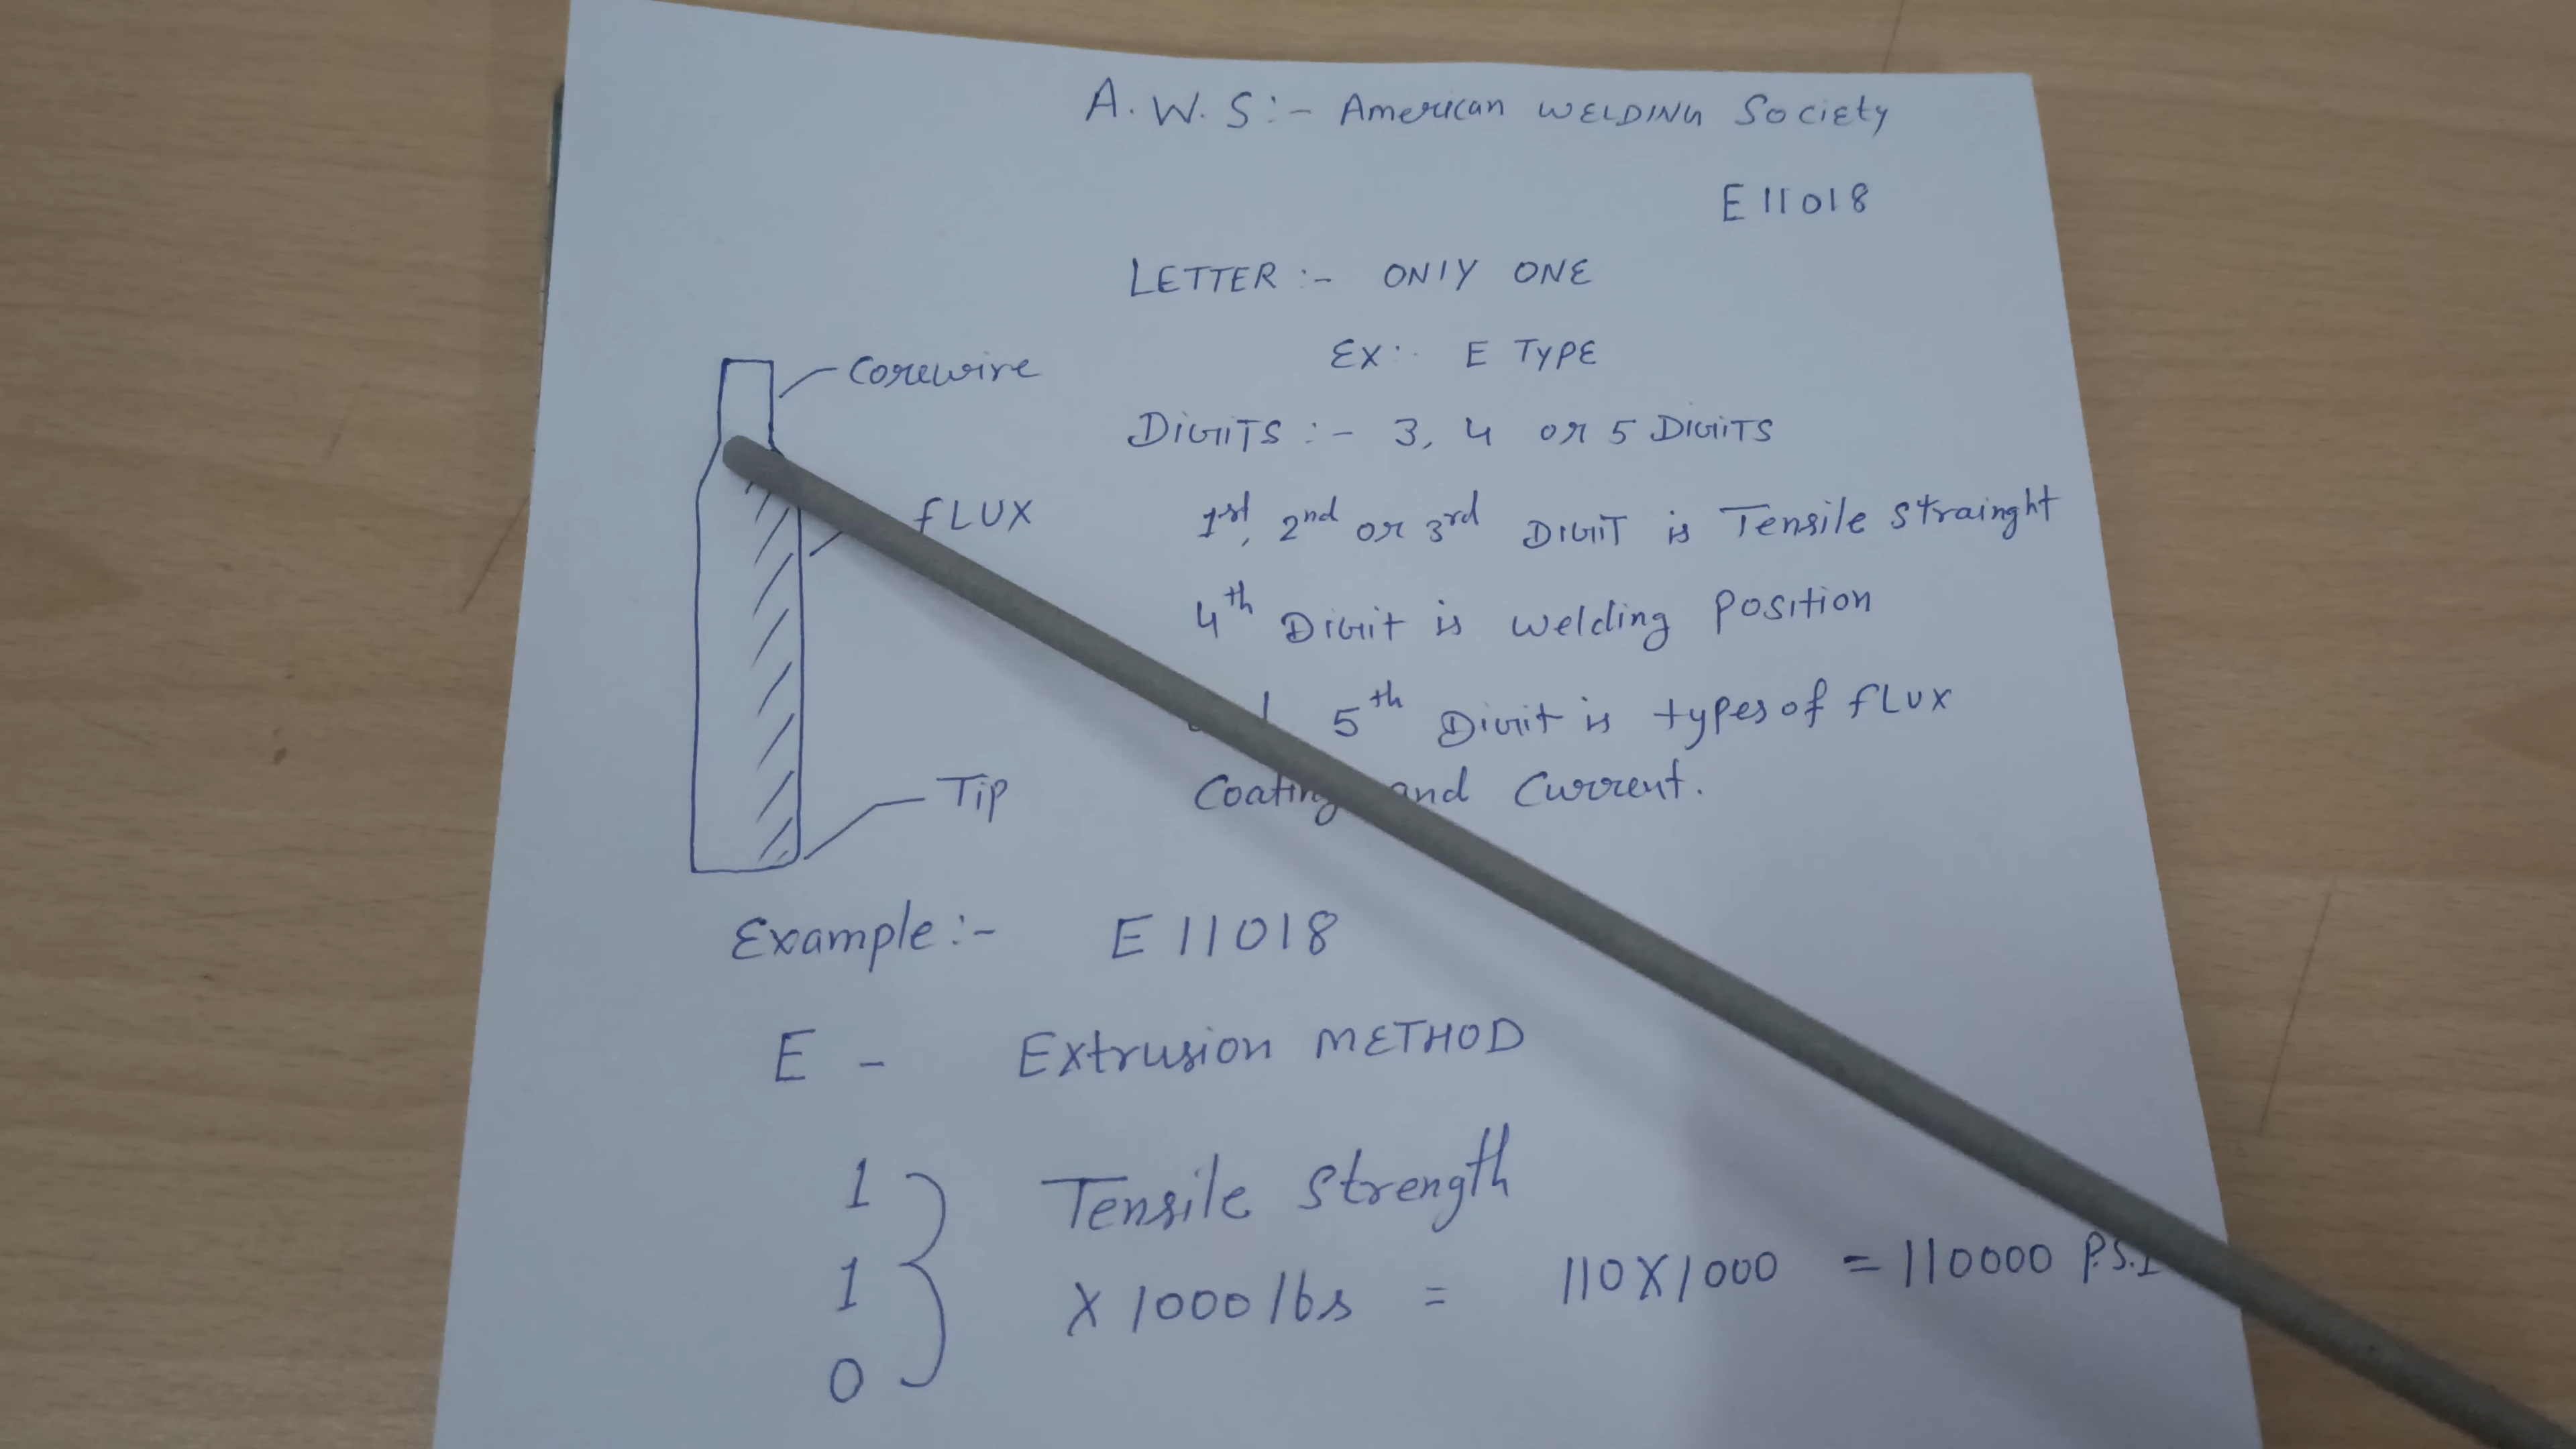 A.W.S:- American WELDING Society
E11018
LETTER :- ONLY ONE
EX:- E TYPE
Corewire
DIGITS :- 3, 4 or 5 DIGITS
fLUX
1st, 2nd or 3rd DIGIT is Tensile strainght
4th Digit is welding Position
5th Digit is types of fLUX
Tip
Coating and Current.
Example:- E11018
E - Extrusion METHOD
1
1
0
Tensile Strength
X 1000 lbs = 110X1000 = 110000 P.S.I